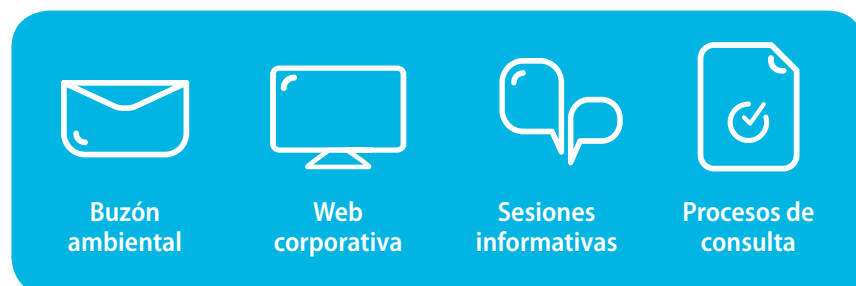 Buzón
ambiental
Web
corporativa
Sesiones
informativas
Procesos de
consulta